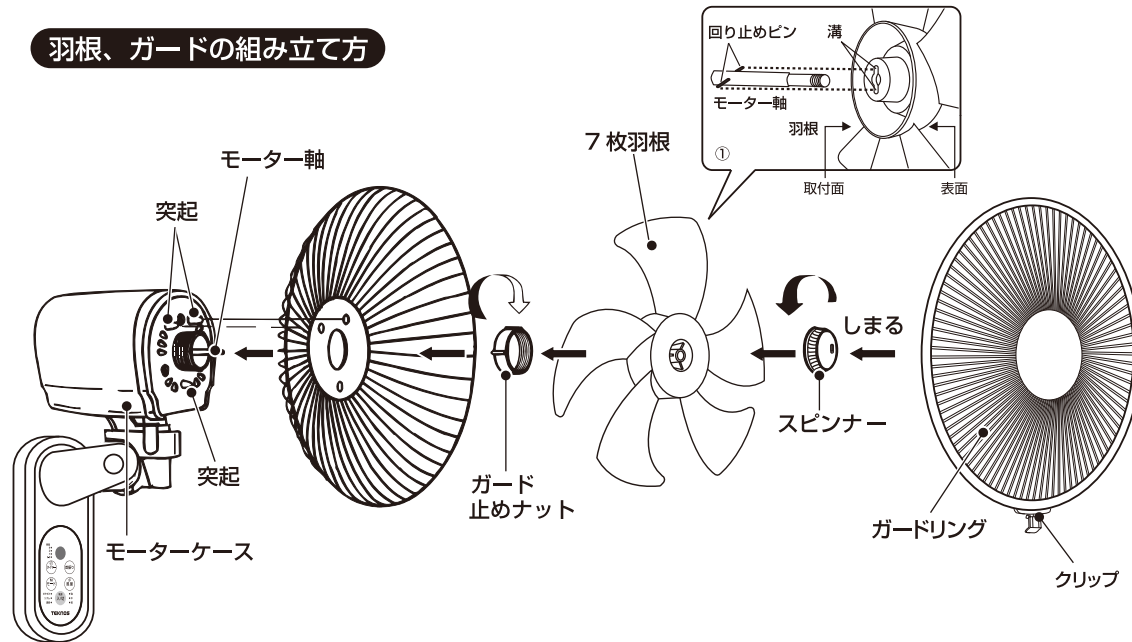 羽根、ガードの組み立て方
回り止めピン
溝
モーター軸
羽根
①
取付面
表面
7枚羽根
モーター軸
突起
しまる
スピンナー
突起
ガード
止めナット
モーターケース
ガードリング
クリップ
TEKNOS